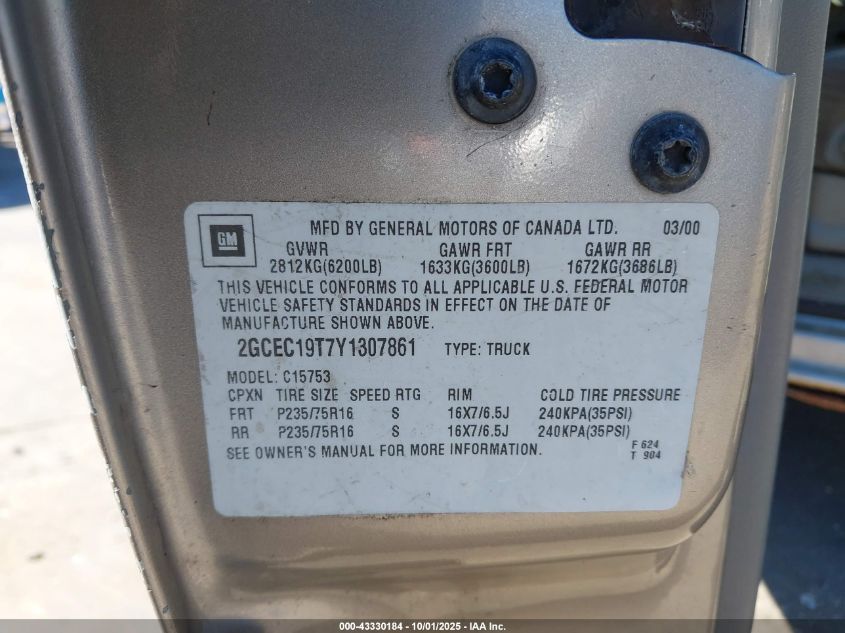 GM
MFD BY GENERAL MOTORS OF CANADA LTD. 03/00
GVWR GAWR FRT GAWR RR
2812KG(6200LB) 1633KG(3600LB) 1672KG(3686LB)
THIS VEHICLE CONFORMS TO ALL APPLICABLE U.S. FEDERAL MOTOR
VEHICLE SAFETY STANDARDS IN EFFECT ON THE DATE OF
MANUFACTURE SHOWN ABOVE.
2GCEC19T7Y1307861 TYPE: TRUCK
MODEL: C15753
CPXN TIRE SIZE SPEED RTG RIM COLD TIRE PRESSURE
FRT P235/75R16 S 16X7/6.5J 240KPA(35PSI)
RR P235/75R16 S 16X7/6.5J 240KPA(35PSI)
SEE OWNER'S MANUAL FOR MORE INFORMATION.
F 624
T 904
000-43330184 - 10/01/2025 - IAA Inc.